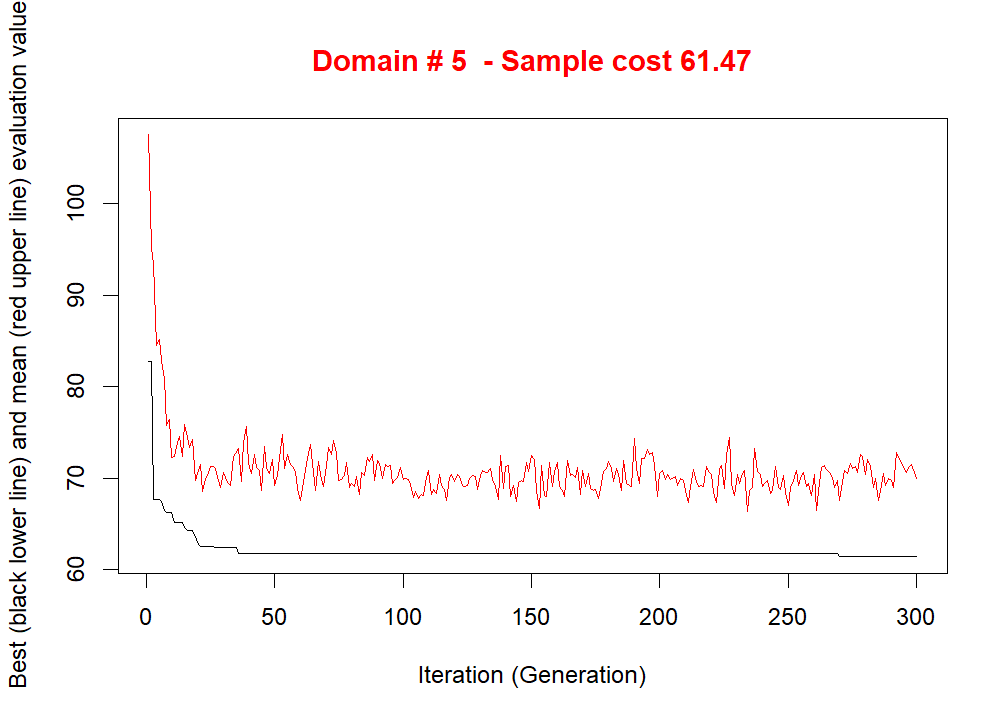 Domain # 5  - Sample cost 61.47
Best (black lower line) and mean (red upper line) evaluation value
100
90
80
70
60
0 50 100 150 200 250 300
Iteration (Generation)